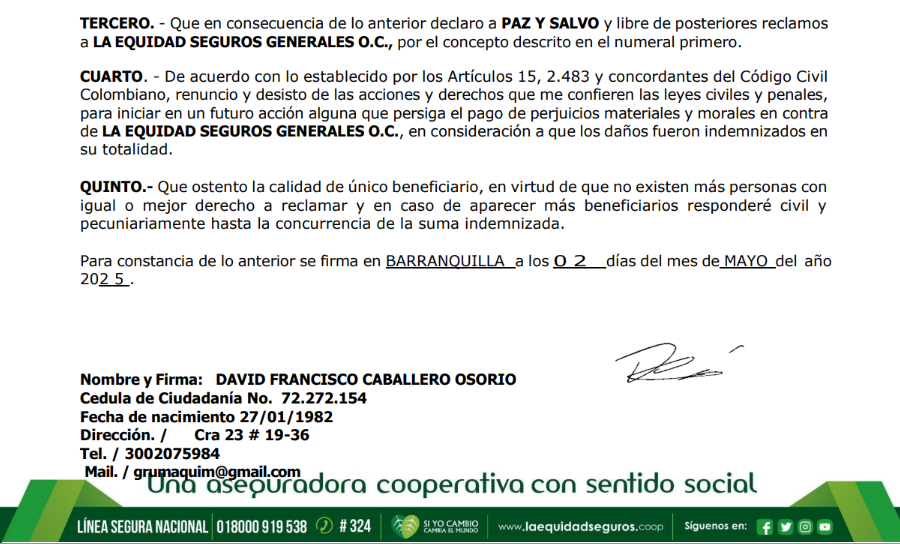 TERCERO. - Que en consecuencia de lo anterior declaro a PAZ Y SALVO y libre de posteriores reclamos
a LA EQUIDAD SEGUROS GENERALES O.C., por el concepto descrito en el numeral primero.
CUARTO. - De acuerdo con lo establecido por los Artículos 15, 2.483 y concordantes del Código Civil
Colombiano, renuncio y desisto de las acciones y derechos que me confieren las leyes civiles y penales,
para iniciar en un futuro acción alguna que persiga el pago de perjuicios materiales y morales en contra
de LA EQUIDAD SEGUROS GENERALES O.C., en consideración a que los daños fueron indemnizados en
su totalidad.
QUINTO.- Que ostento la calidad de único beneficiario, en virtud de que no existen más personas con
igual o mejor derecho a reclamar y en caso de aparecer más beneficiarios responderé civil y
pecuniariamente hasta la concurrencia de la suma indemnizada.
Para constancia de lo anterior se firma en BARRANQUILLA a los 0 2 días del mes de MAYO del año
202 5 .
Nombre y Firma: DAVID FRANCISCO CABALLERO OSORIO
Cedula de Ciudadanía No. 72.272.154
Fecha de nacimiento 27/01/1982
Dirección. / Cra 23 # 19-36
Tel. / 3002075984
Mail. / grumaquim@gmail.com
Una aseguradora cooperativa con sentido social
LÍNEA SEGURA NACIONAL | 018000 919 538 # 324 SI YO CAMBIO CAMBIA EL MUNDO www.laequidadseguros.coop Síguenos en: